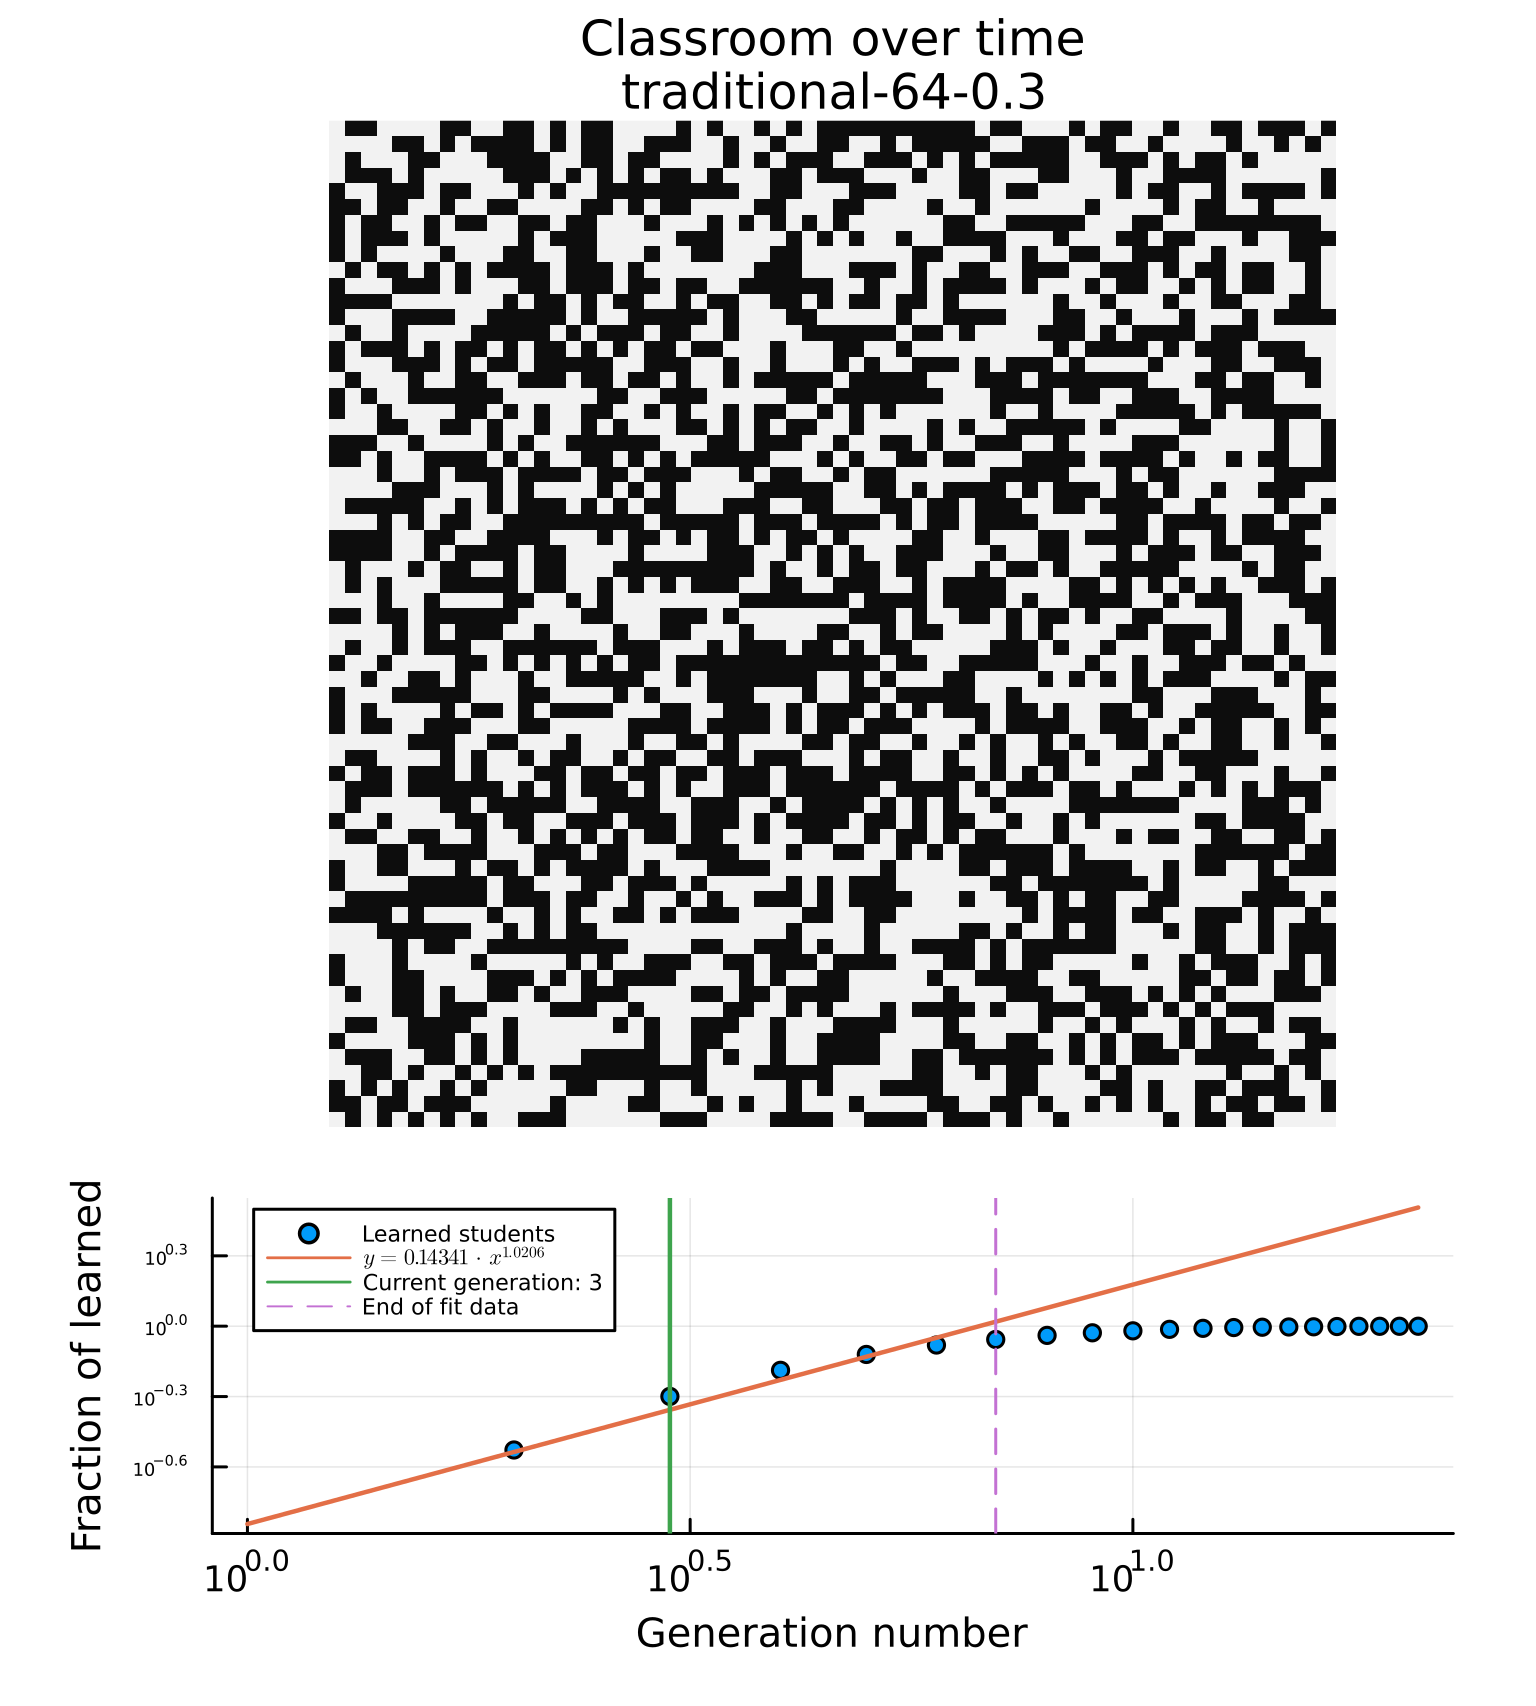 Classroom over time
traditional-64-0.3
Fraction of learned
10^0.3
10^0.0
10^−0.3
10^−0.6
Learned students
y = 0.14341 · x^1.0206
Current generation: 3
End of fit data
10^0.0
10^0.5
10^1.0
Generation number